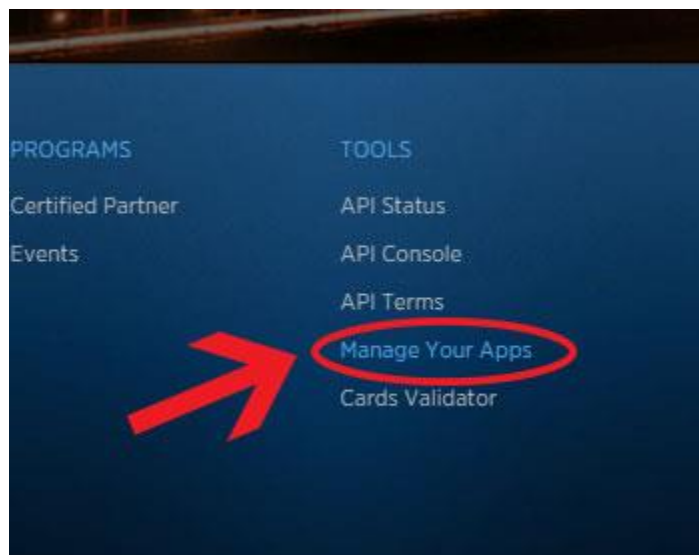 PROGRAMS
Certified Partner
Events
TOOLS
API Status
API Console
API Terms
Manage Your Apps
Cards Validator